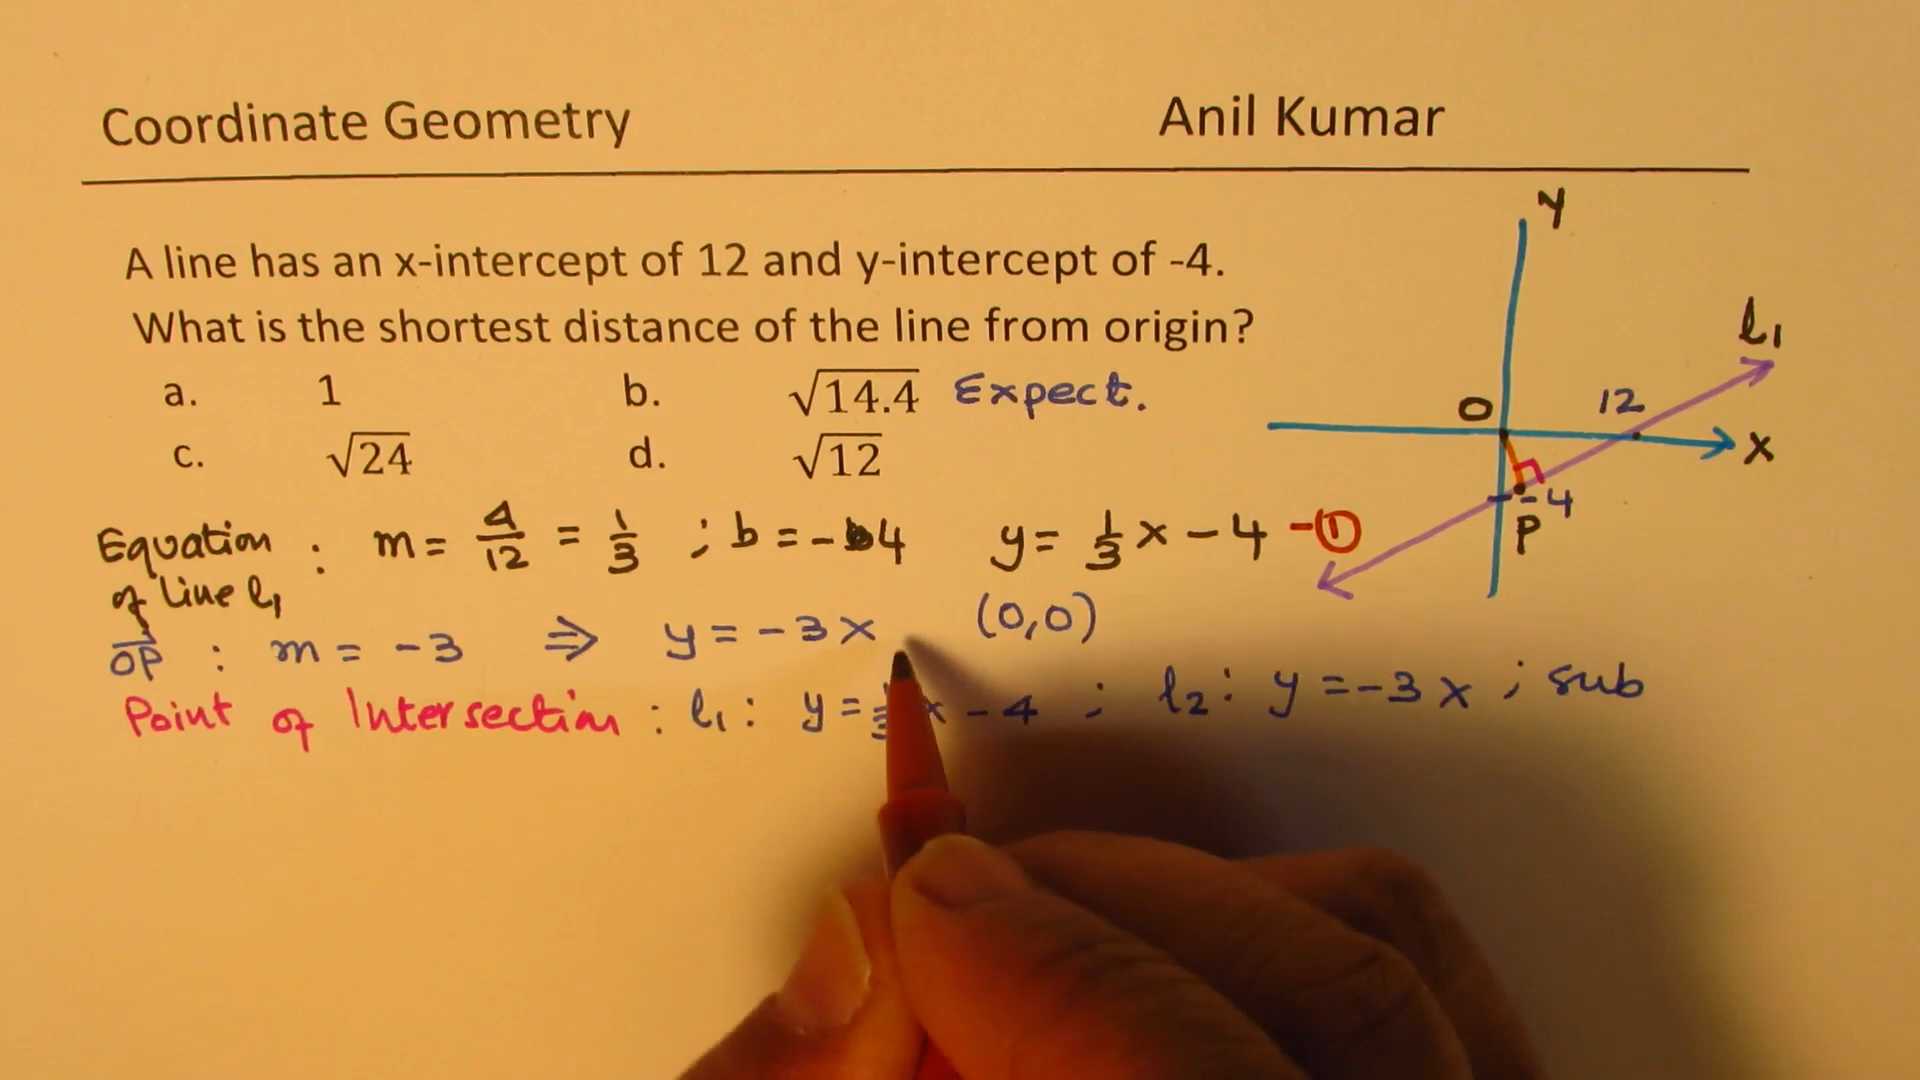 Coordinate Geometry Anil Kumar
A line has an x-intercept of 12 and y-intercept of -4.
What is the shortest distance of the line from origin?
a. 1 b. √14.4 Expect.
c. √24 d. √12
Y
l₁
O 12
X
-4
P
Equation of Line l₁ : m = 4/12 = 1/3 ; b = -4 y = 1/3 x - 4 -①
OP : m = -3 ⇒ y = -3x (0,0)
Point of Intersection : l₁ : y = x - 4 ; l₂ : y = -3x ; sub